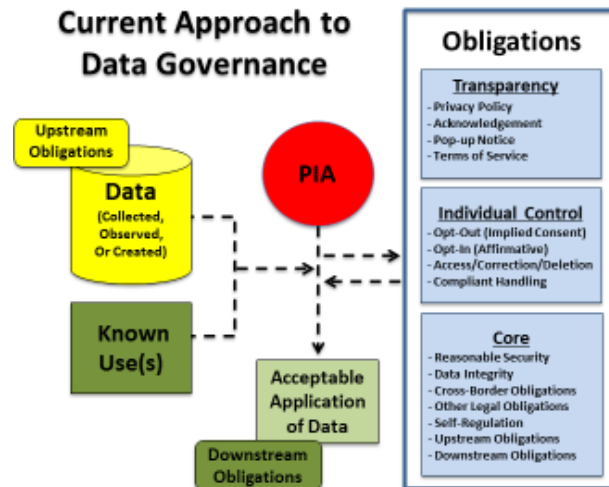 Current Approach to
Data Governance
Upstream
Obligations
Data
(Collected,
Observed,
Or Created)
Known
Use(s)
PIA
Acceptable
Application
of Data
Downstream
Obligations
Obligations
Transparency
- Privacy Policy
- Acknowledgement
- Pop-up Notice
- Terms of Service
Individual Control
- Opt-Out (Implied Consent)
- Opt-In (Affirmative)
- Access/Correction/Deletion
- Compliant Handling
Core
- Reasonable Security
- Data Integrity
- Cross-Border Obligations
- Other Legal Obligations
- Self-Regulation
- Upstream Obligations
- Downstream Obligations